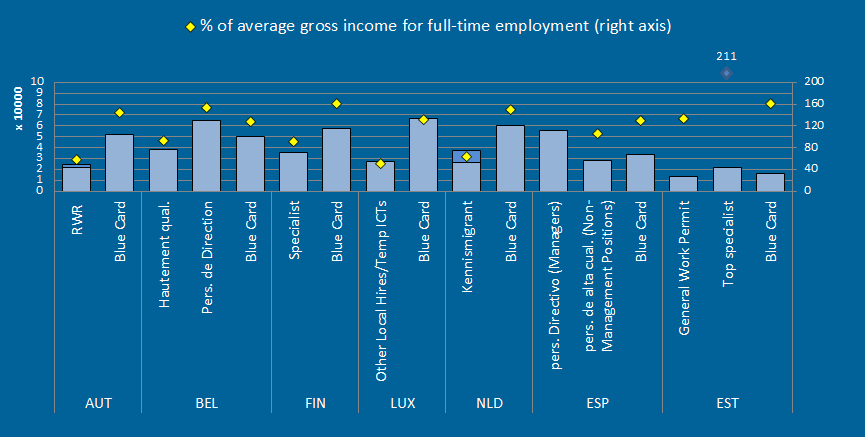 % of average gross income for full-time employment (right axis)
211
x 10000
10
9
8
7
6
5
4
3
2
1
0
200
160
120
80
40
0
RWR
Blue Card
Hautement qual.
Pers. de Direction
Blue Card
Specialist
Blue Card
Other Local Hires/Temp ICTs
Blue Card
Kennismigrant
Blue Card
pers. Directivo (Managers)
pers. de alta cual. (Non-
Management Positions)
Blue Card
General Work Permit
Top specialist
Blue Card
AUT
BEL
FIN
LUX
NLD
ESP
EST